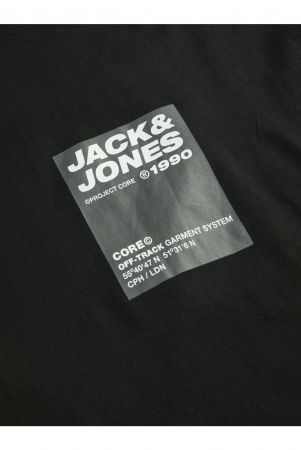 JACK&
JONES
©PROJECT CORE ®1990
CORE©
OFF-TRACK GARMENT SYSTEM
55°40'47 N 51°31'6 N
CPH / LDN